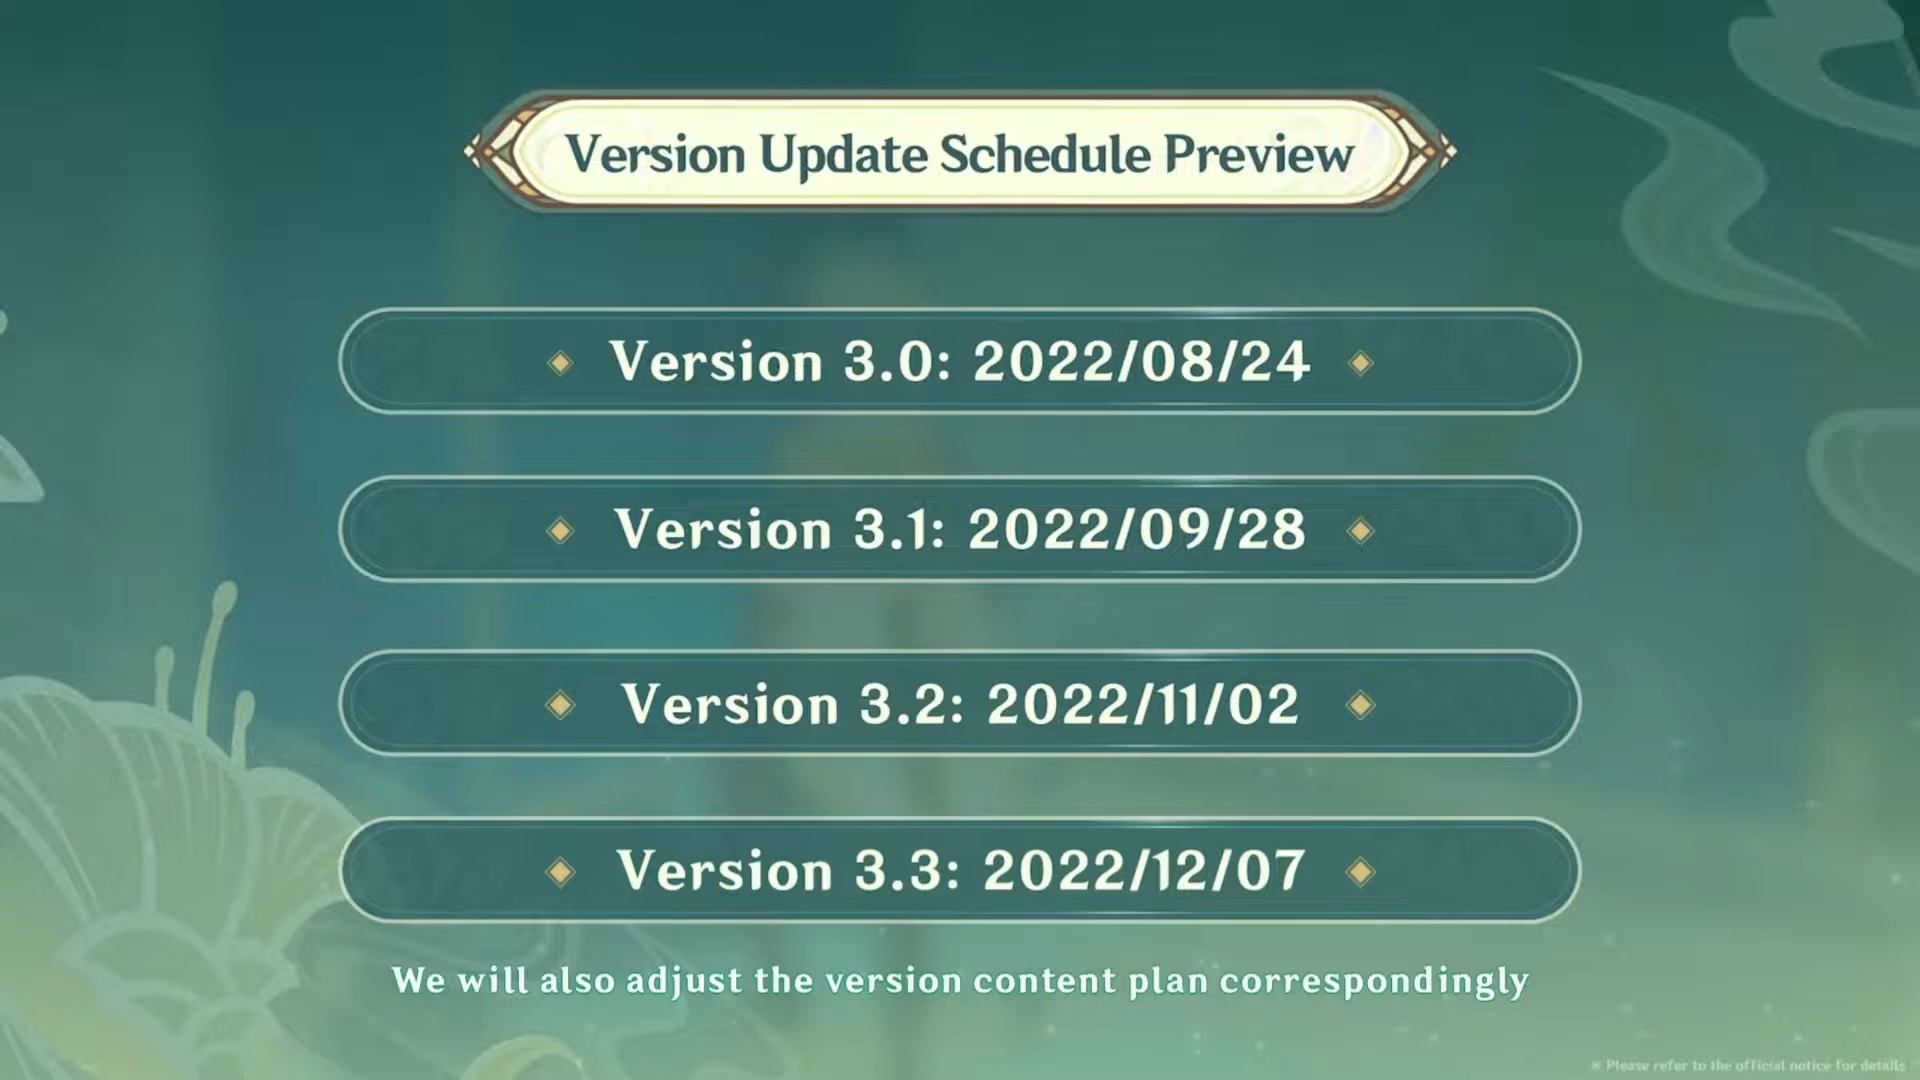 Version Update Schedule Preview
Version 3.0: 2022/08/24
Version 3.1: 2022/09/28
Version 3.2: 2022/11/02
Version 3.3: 2022/12/07
We will also adjust the version content plan correspondingly
※ Please refer to the official notice for details